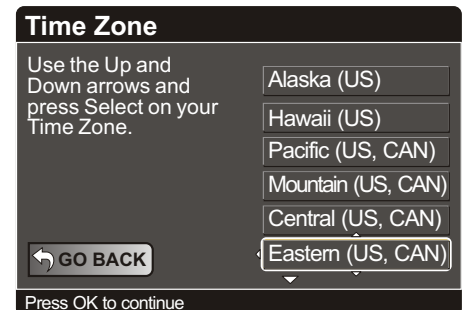 Time Zone
Use the Up and
Down arrows and
press Select on your
Time Zone.
Alaska (US)
Hawaii (US)
Pacific (US, CAN)
Mountain (US, CAN)
Central (US, CAN)
Eastern (US, CAN)
GO BACK
Press OK to continue